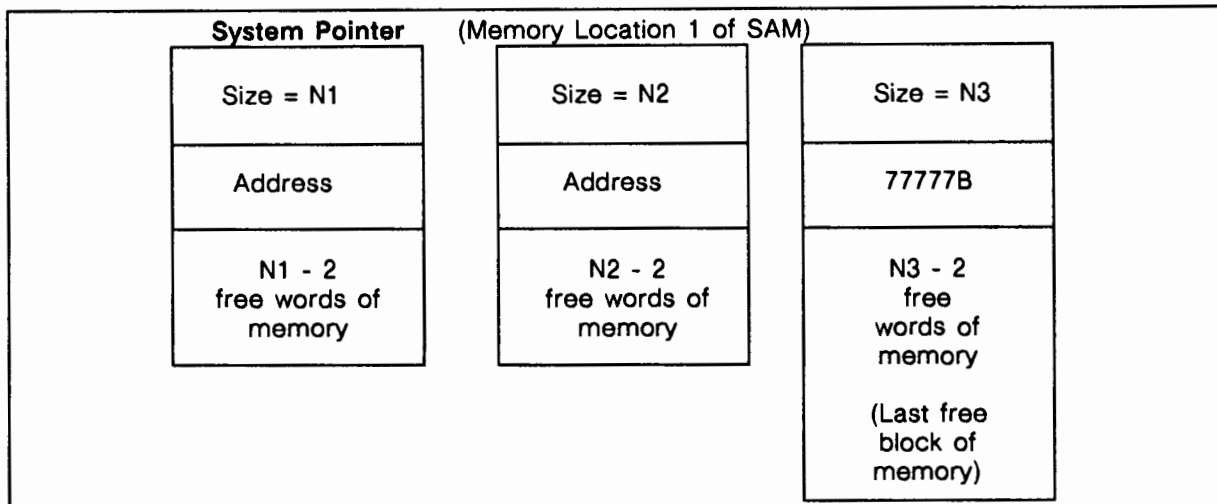 System Pointer (Memory Location 1 of SAM)
Size = N1
Address
N1 - 2
free words of
memory
Size = N2
Address
N2 - 2
free words of
memory
Size = N3
77777B
N3 - 2
free
words of
memory
(Last free
block of
memory)